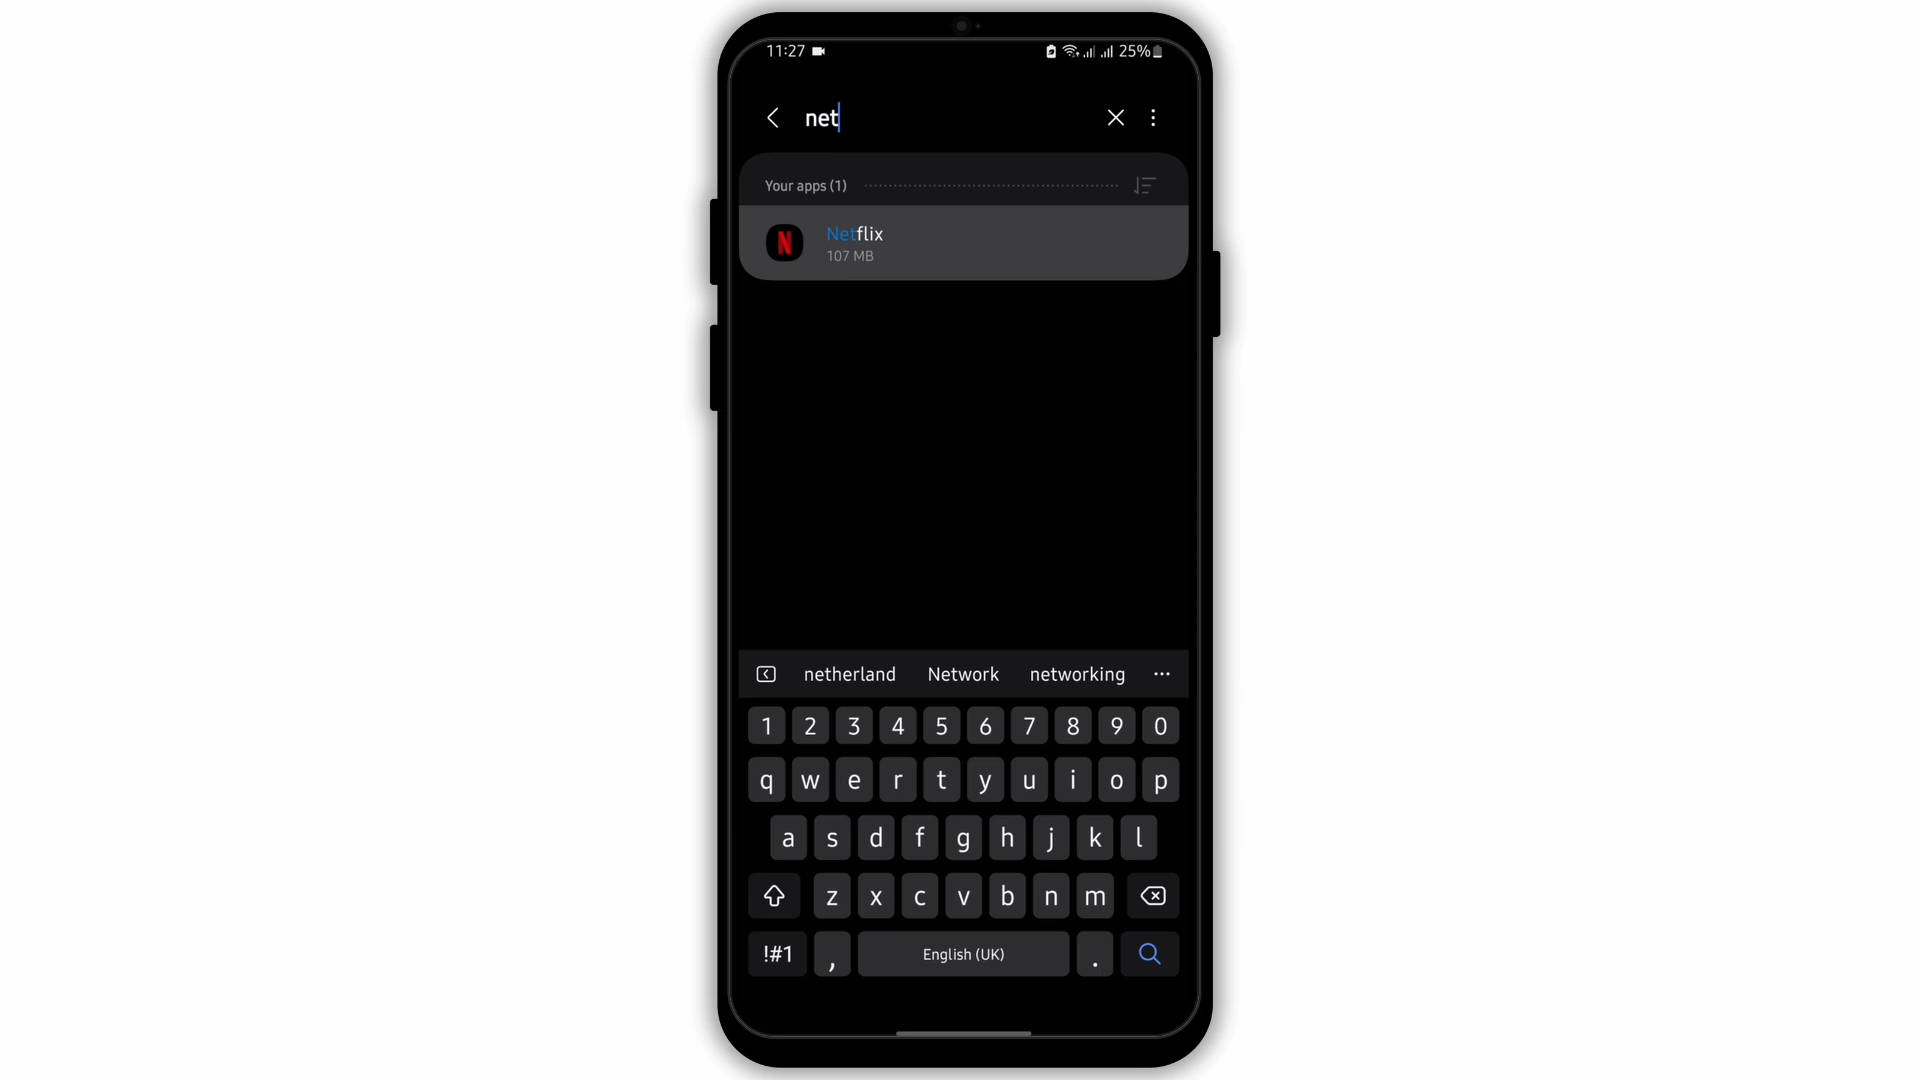 11:27 25%
net
Your apps (1)
N Netflix
107 MB
netherland Network networking ...
1 2 3 4 5 6 7 8 9 0
q w e r t y u i o p
a s d f g h j k l
z x c v b n m
!#1 , English (UK) .